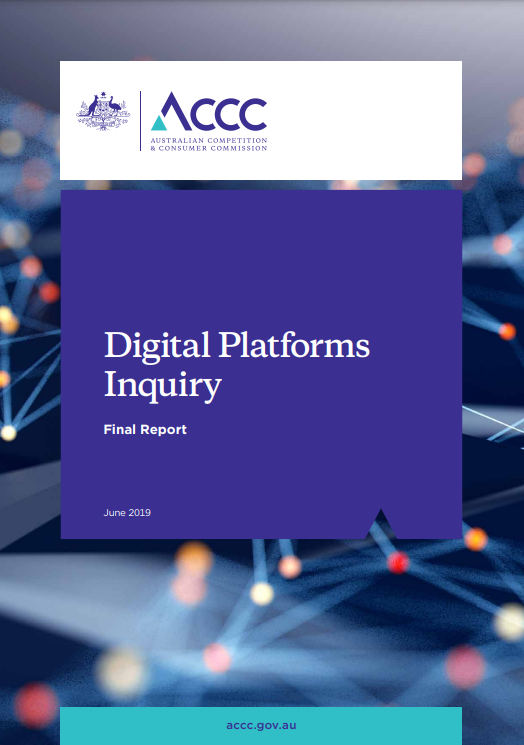 ACCC
AUSTRALIAN COMPETITION
& CONSUMER COMMISSION
Digital Platforms
Inquiry
Final Report
June 2019
accc.gov.au